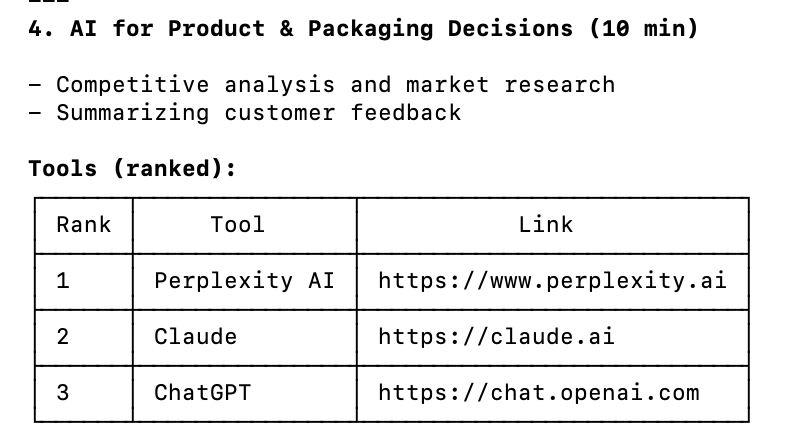 4. AI for Product & Packaging Decisions (10 min)
– Competitive analysis and market research
– Summarizing customer feedback
Tools (ranked):
Rank Tool Link
1 Perplexity AI https://www.perplexity.ai
2 Claude https://claude.ai
3 ChatGPT https://chat.openai.com